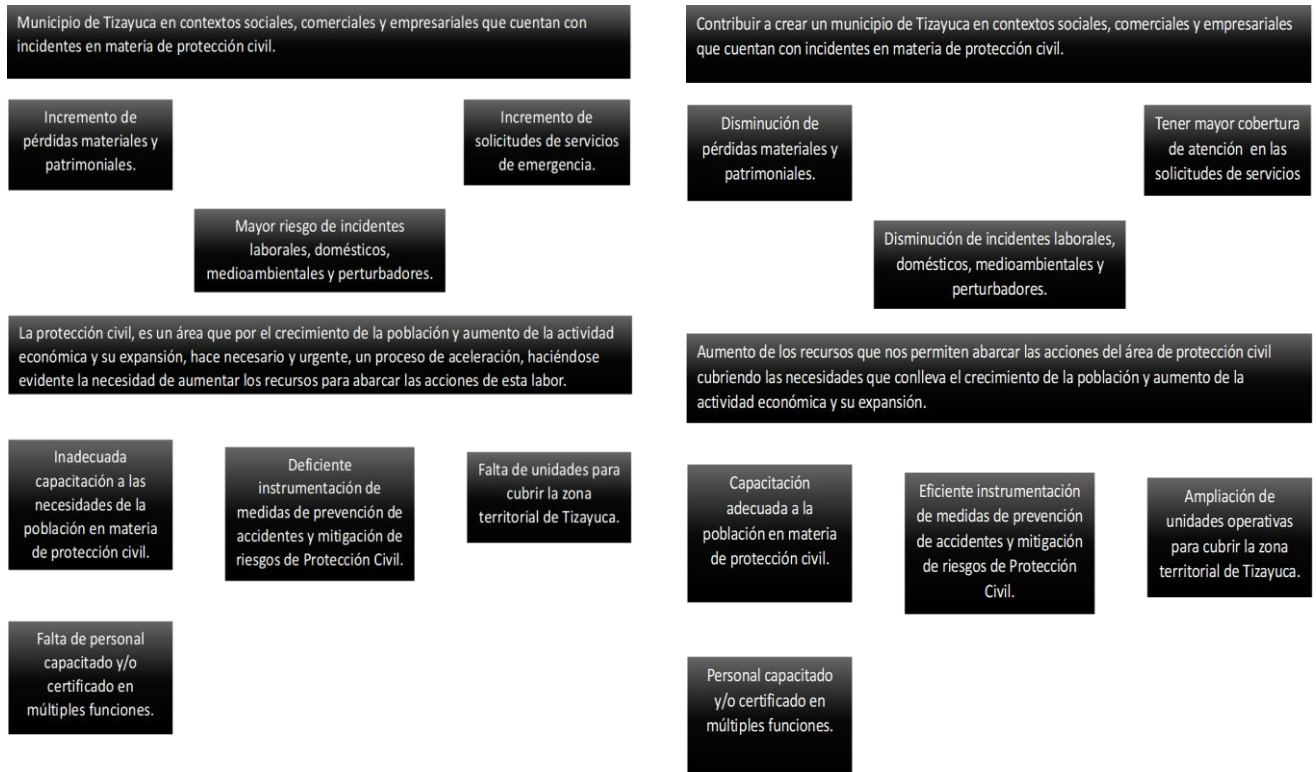 Municipio de Tizayuca en contextos sociales, comerciales y empresariales que cuentan con
incidentes en materia de protección civil.
Incremento de
pérdidas materiales y
patrimoniales.
Incremento de
solicitudes de servicios
de emergencia.
Mayor riesgo de incidentes
laborales, domésticos,
medioambientales y perturbadores.
La protección civil, es un área que por el crecimiento de la población y aumento de la actividad
económica y su expansión, hace necesario y urgente, un proceso de aceleración, haciéndose
evidente la necesidad de aumentar los recursos para abarcar las acciones de esta labor.
Inadecuada
capacitación a las
necesidades de la
población en materia
de protección civil.
Deficiente
instrumentación de
medidas de prevención de
accidentes y mitigación de
riesgos de Protección Civil.
Falta de unidades para
cubrir la zona
territorial de Tizayuca.
Falta de personal
capacitado y/o
certificado en
múltiples funciones.
Contribuir a crear un municipio de Tizayuca en contextos sociales, comerciales y empresariales
que cuentan con incidentes en materia de protección civil.
Disminución de
pérdidas materiales y
patrimoniales.
Tener mayor cobertura
de atención en las
solicitudes de servicios
Disminución de incidentes laborales,
domésticos, medioambientales y
perturbadores.
Aumento de los recursos que nos permiten abarcar las acciones del área de protección civil
cubriendo las necesidades que conlleva el crecimiento de la población y aumento de la
actividad económica y su expansión.
Capacitación
adecuada a la
población en materia
de protección civil.
Eficiente instrumentación
de medidas de prevención
de accidentes y mitigación
de riesgos de Protección
Civil.
Ampliación de
unidades operativas
para cubrir la zona
territorial de Tizayuca.
Personal capacitado
y/o certificado en
múltiples funciones.